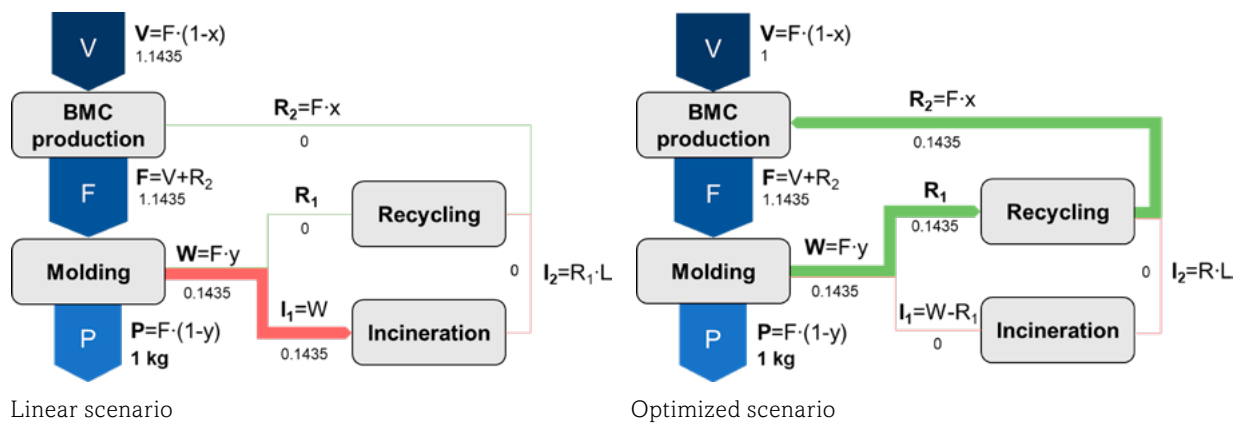 V
V=F·(1-x)
1.1435
BMC
production
R₂=F·x
0
F
F=V+R₂
1.1435
R₁
0
Recycling
Molding
W=F·y
0.1435
0
I₂=R₁·L
I₁=W
0.1435
Incineration
P
P=F·(1-y)
1 kg
Linear scenario
V
V=F·(1-x)
1
BMC
production
R₂=F·x
0.1435
F
F=V+R₂
1.1435
R₁
0.1435
Recycling
Molding
W=F·y
0.1435
0
I₂=R·L
I₁=W-R₁
0
Incineration
P
P=F·(1-y)
1 kg
Optimized scenario